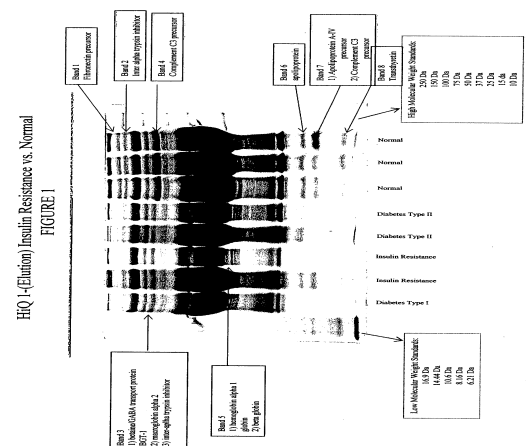 HiQ 1-(Elution) Insulin Resistance vs. Normal
FIGURE 1
Band 1
Fibronectin precursor
Band 2
Inter alpha trypsin inhibitor
Band 4
Complement C3 precursor
Band 6
apolipoprotein
Band 7
1) Apolipoprotein A-IV
precursor
2) Complement C3
precursor
Band 8
Transthyretin
Band 3
1) betaine/GABA transport protein
BGT-1
2) macroglobin alpha 2
2) inter-aplha trypsin inhibitor
Band 5
1) hemoglobin alpha 1
globin
2) beta globin
Normal
Normal
Normal
Diabetes Type II
Diabetes Type II
Insulin Resistance
Insulin Resistance
Diabetes Type I
High Molecular Weight Standards:
250 Da
150 Da
100 Da
75 Da
50 Da
37 Da
25 Da
15 da
10 Da
Low Molecular Weight Standards:
16.9 Da
14.44 Da
10.6 Da
8.16 Da
6.21 Da